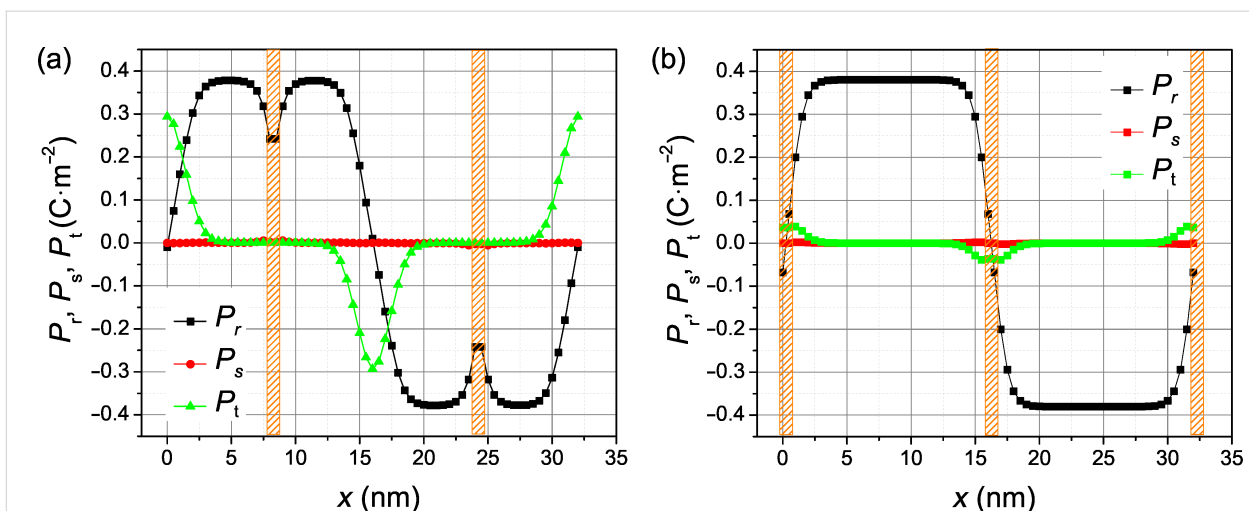 (a)
P_r, P_s, P_t (C·m⁻²)
0.4
0.3
0.2
0.1
0.0
−0.1
−0.2
−0.3
−0.4
P_r
P_s
P_t
0 5 10 15 20 25 30 35
x (nm)
(b)
P_r, P_s, P_t (C·m⁻²)
0.4
0.3
0.2
0.1
0.0
−0.1
−0.2
−0.3
−0.4
P_r
P_s
P_t
0 5 10 15 20 25 30 35
x (nm)